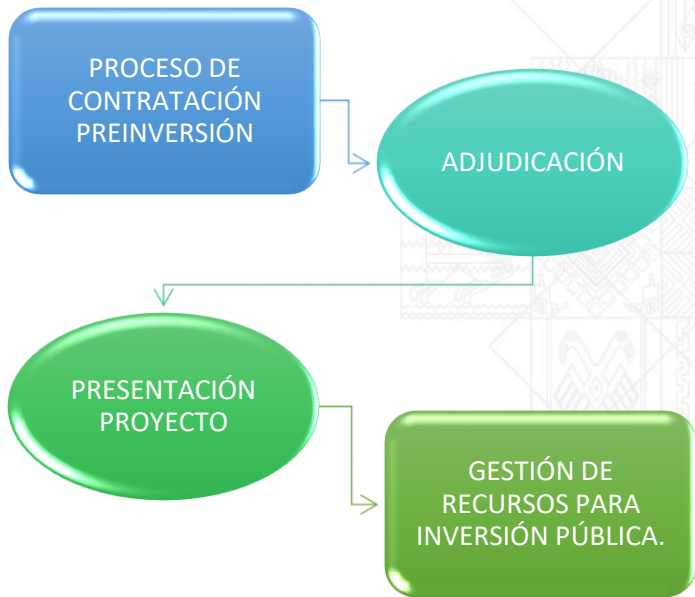 PROCESO DE
CONTRATACIÓN
PREINVERSIÓN
ADJUDICACIÓN
PRESENTACIÓN
PROYECTO
GESTIÓN DE
RECURSOS PARA
INVERSIÓN PÚBLICA.